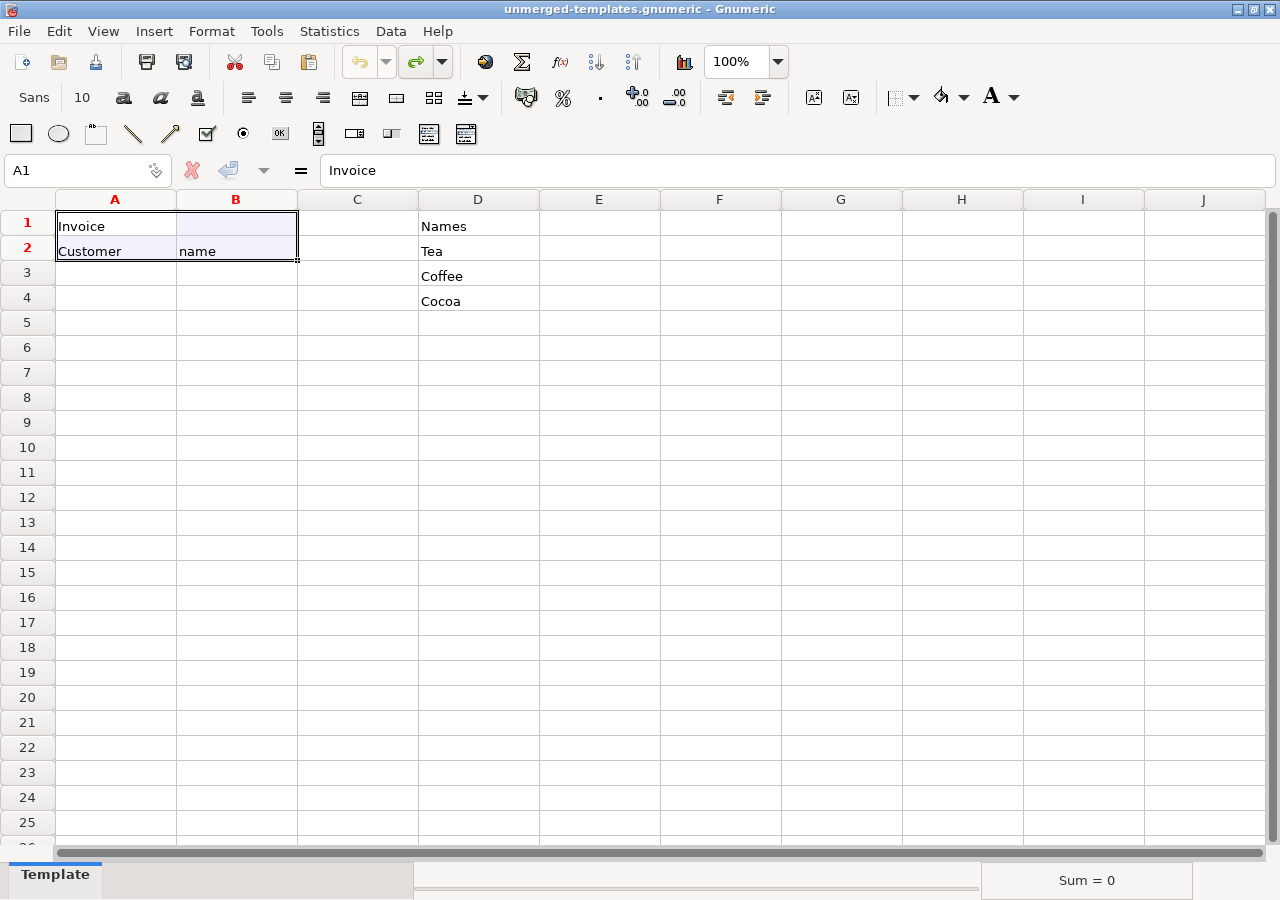 unmerged-templates.gnumeric - Gnumeric
File Edit View Insert Format Tools Statistics Data Help
100%
Sans 10
A1 Invoice
A B C D E F G H I J
1 Invoice Names
2 Customer name Tea
3 Coffee
4 Cocoa
5
6
7
8
9
10
11
12
13
14
15
16
17
18
19
20
21
22
23
24
25
Template Sum = 0